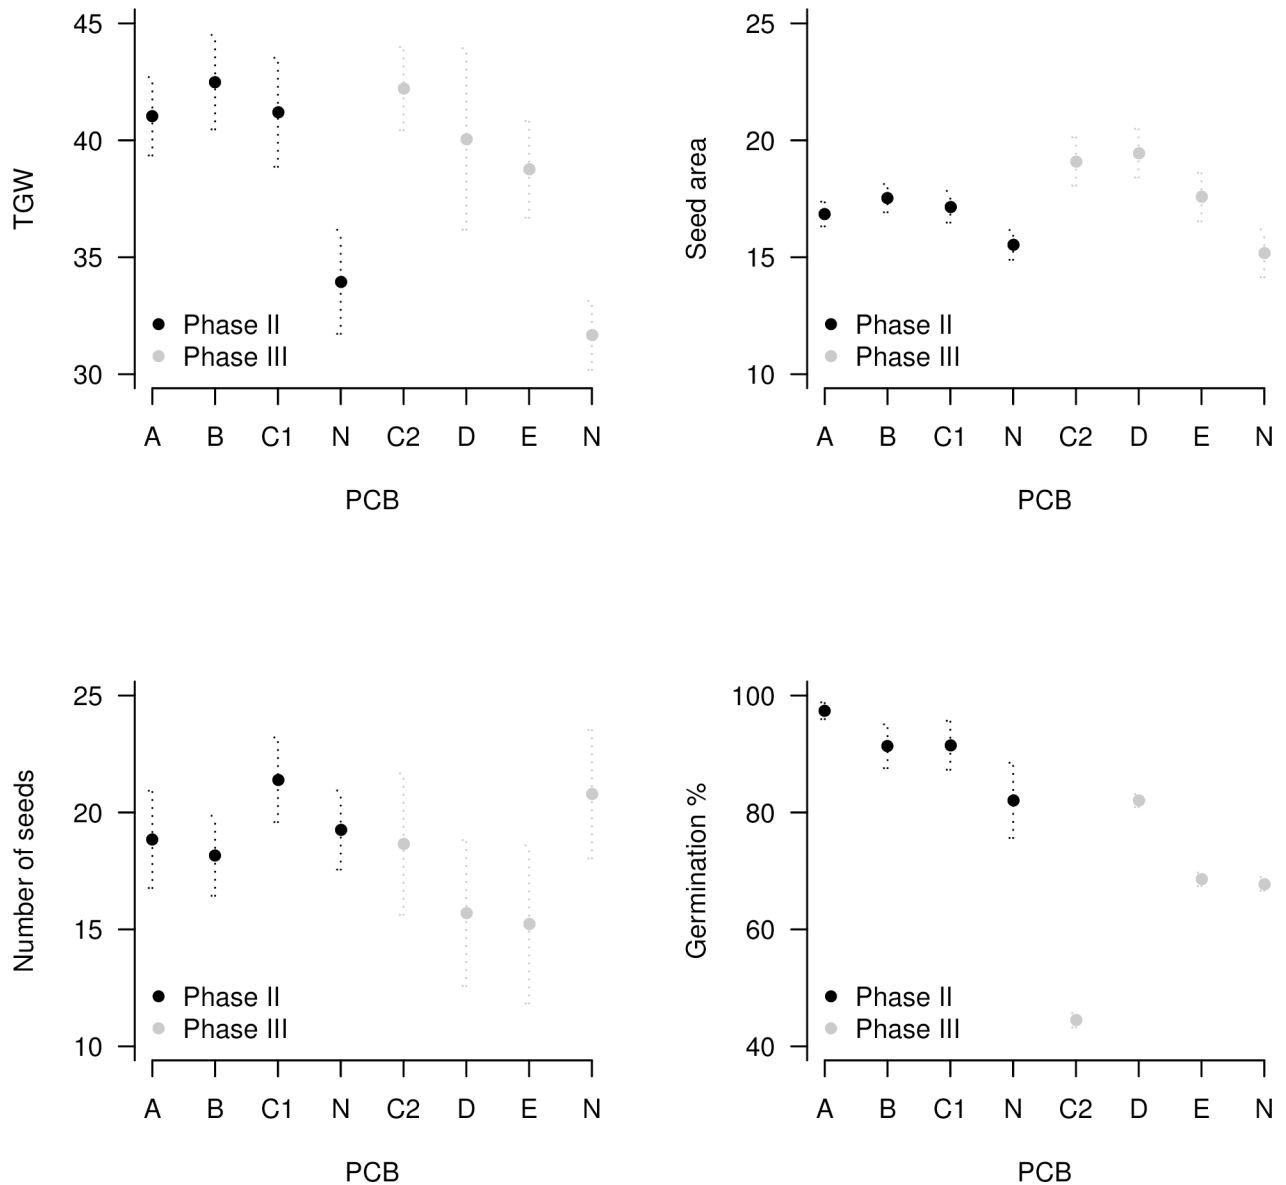 TGW
45
40
35
30
Phase II
Phase III
A B C1 N C2 D E N
PCB
Seed area
25
20
15
10
Phase II
Phase III
A B C1 N C2 D E N
PCB
Number of seeds
25
20
15
10
Phase II
Phase III
A B C1 N C2 D E N
PCB
Germination %
100
80
60
40
Phase II
Phase III
A B C1 N C2 D E N
PCB